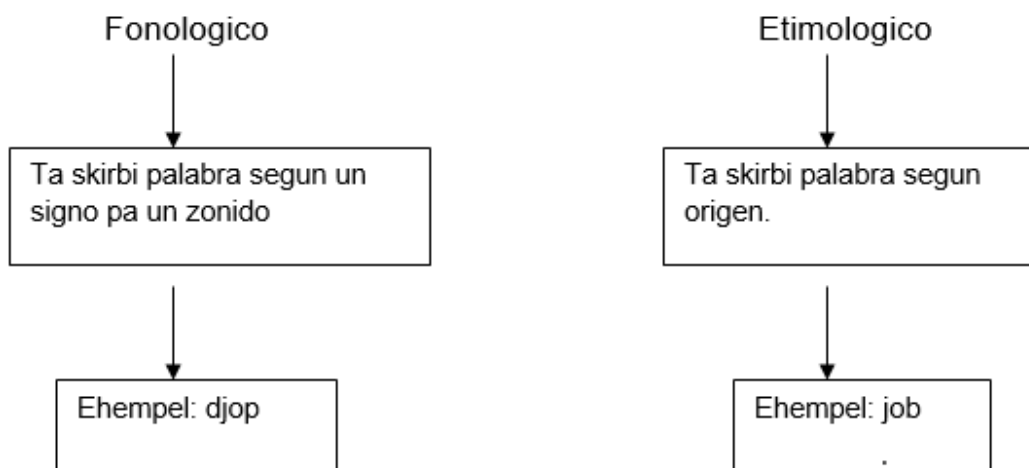 Fonologico
Ta skirbi palabra segun un
signo pa un zonido
Ehempel: djop
Etimologico
Ta skirbi palabra segun
origen.
Ehempel: job
.